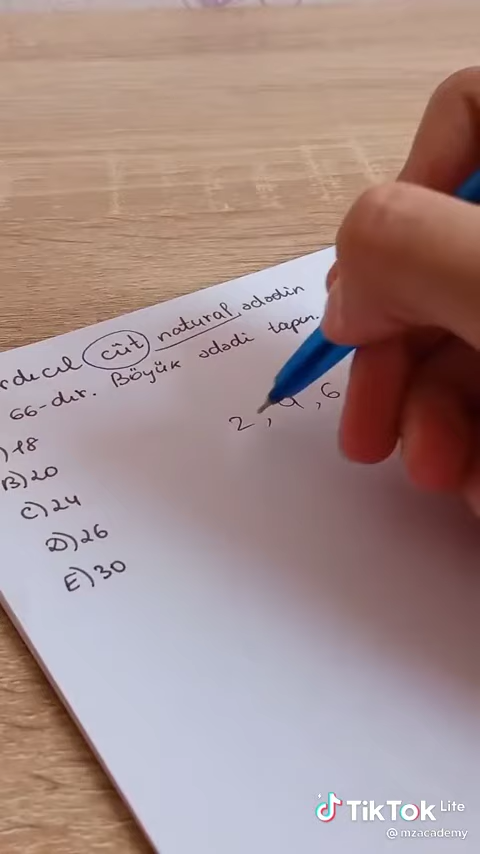 rdıcıl cüt natural ədədin
66-dır. Böyük ədədi tapın.
)18
B)20
C)24
D)26
E)30
2, 4, 6
TikTok Lite
@mzacademy